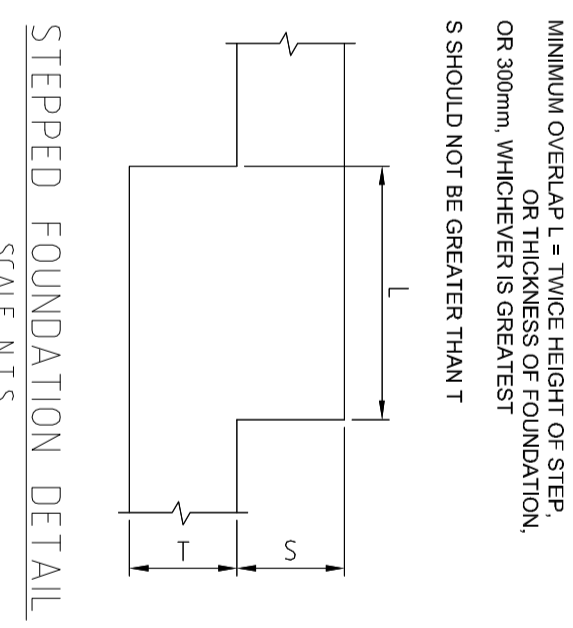 MINIMUM OVERLAP L = TWICE HEIGHT OF STEP,
OR THICKNESS OF FOUNDATION,
OR 300mm, WHICHEVER IS GREATEST
S SHOULD NOT BE GREATER THAN T
L
S
T
STEPPED FOUNDATION DETAIL
SCALE N.T.S